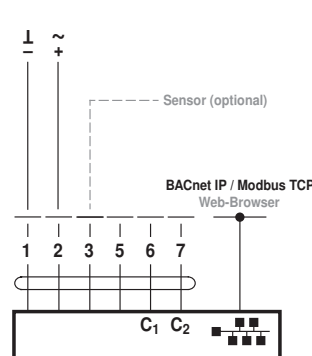 ⊥ ~
– +
Sensor (optional)
BACnet IP / Modbus TCP
Web-Browser
1 2 3 5 6 7
C₁ C₂